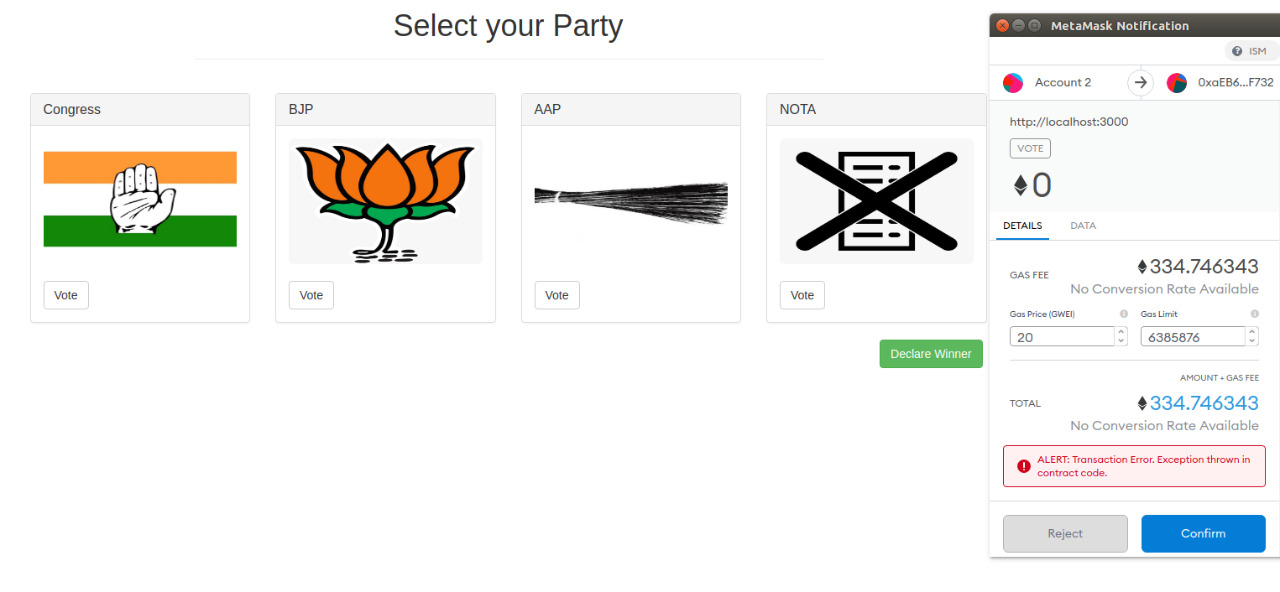 Select your Party
Congress
Vote
BJP
Vote
AAP
Vote
NOTA
Vote
Declare Winner
MetaMask Notification
ISM
Account 2
0xaEB6...F732
http://localhost:3000
VOTE
0
DETAILS
DATA
GAS FEE
334.746343
No Conversion Rate Available
Gas Price (GWEI)
Gas Limit
20
6385876
AMOUNT + GAS FEE
TOTAL
334.746343
No Conversion Rate Available
ALERT: Transaction Error. Exception thrown in
contract code.
Reject
Confirm